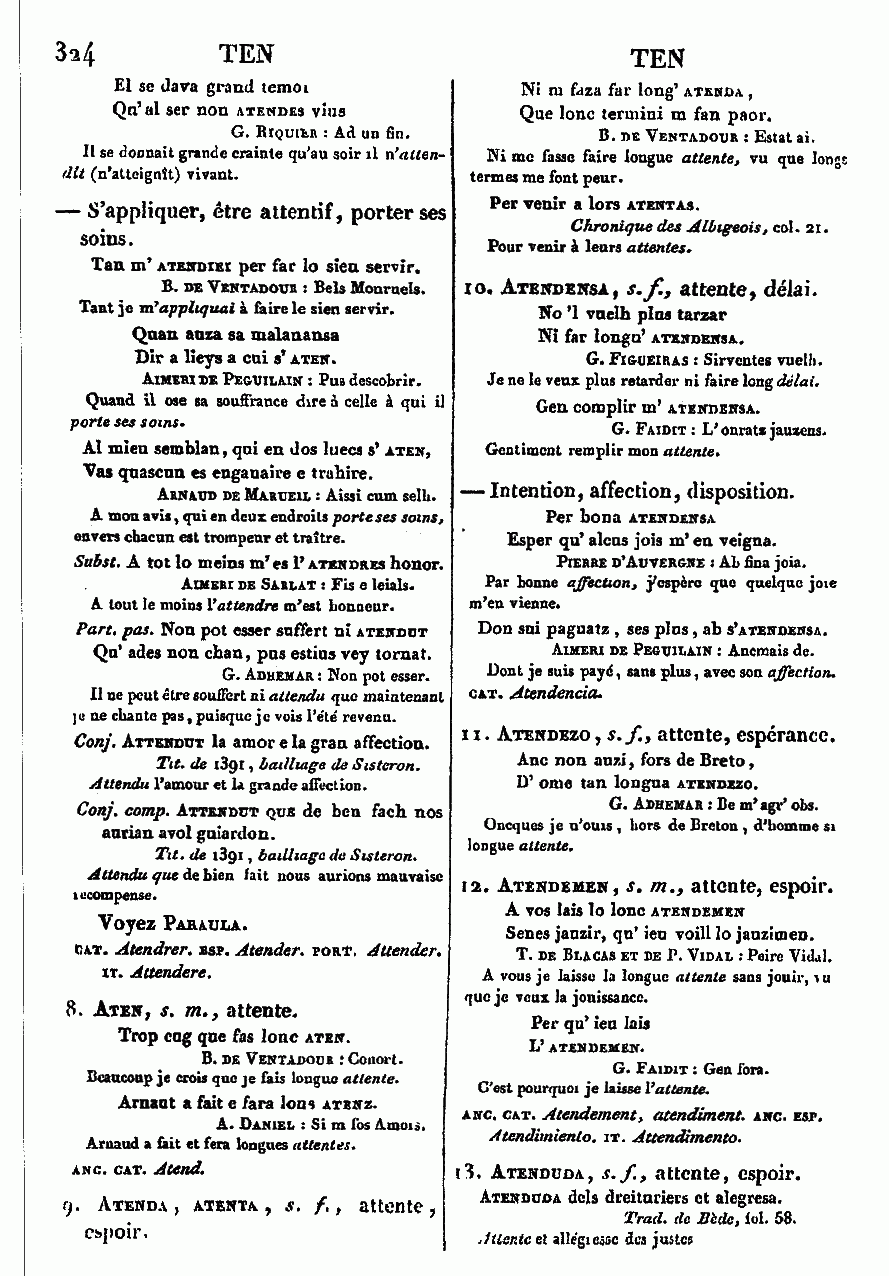 324 TEN
El se dava grand temor
Qu'al ser non ATENDES vius
G. RIQUIER : Ad un fin.
Il se donnait grande crainte qu'au soir il n'atten-
dit (n'atteignît) vivant.
— S'appliquer, être attentif, porter ses
soins.
Tan m' ATENDIEI per far lo sieu servir.
B. DE VENTADOUR : Bels Monruels.
Tant je m'appliquai à faire le sien servir.
Quan auza sa malanansa
Dir a lieys a cui s' ATEN.
AIMERI DE PEGUILAIN : Pus descobrir.
Quand il ose sa souffrance dire à celle à qui il
porte ses soins.
Al mieu semblan, qui en dos luecs s' ATEN,
Vas quascun es enganaire e trahire.
ARNAUD DE MARUEIL : Aissi cum selh.
A mon avis, qui en deux endroits porte ses soins,
envers chacun est trompeur et traître.
Subst. A tot lo meins m'es l'ATENDRES honor.
AIMERI DE SARLAT : Fis e leials.
A tout le moins l'attendre m'est honneur.
Part. pas. Non pot esser suffert ni ATENDUT
Qu' ades non chan, pus estius vey tornat.
G. ADHEMAR : Non pot esser.
Il ne peut être souffert ni attendu que maintenant
je ne chante pas, puisque je vois l'été revenu.
Conj. ATTENDUT la amor e la gran affection.
Tit. de 1391, bailliage de Sisteron.
Attendu l'amour et la grande affection.
Conj. comp. ATTENDUT QUE de ben fach nos
aurian avol guiardon.
Tit. de 1391, bailliage de Sisteron.
Attendu que de bien fait nous aurions mauvaise
récompense.
Voyez PARAULA.
CAT. Atendrer. ESP. Atender. PORT. Attender.
IT. Attendere.
8. ATEN, s. m., attente.
Trop cug que fas lonc ATEN.
B. DE VENTADOUR : Conort.
Beaucoup je crois que je fais longue attente.
Arnaut a fait e fara lons ATENZ.
A. DANIEL : Si m fos Amors.
Arnaud a fait et fera longues attentes.
ANC. CAT. Atend.
9. ATENDA, ATENTA, s. f., attente,
espoir.
TEN
Ni m faza far long' ATENDA,
Que lonc termini m fan paor.
B. DE VENTADOUR : Estat ai.
Ni me fasse faire longue attente, vu que longs
termes me font peur.
Per venir a lors ATENTAS.
Chronique des Albigeois, col. 21.
Pour venir à leurs attentes.
10. ATENDENSA, s. f., attente, délai.
No 'l vuelh plus tarzar
Ni far longu' ATENDENSA.
G. FIGUEIRAS : Sirventes vuelh.
Je ne le veux plus retarder ni faire long délai.
Gen complir m' ATENDENSA.
G. FAIDIT : L'onratz jauzens.
Gentiment remplir mon attente.
— Intention, affection, disposition.
Per bona ATENDENSA
Esper qu'alcus jois m'en veigna.
PIERRE D'AUVERGNE : Ab fina joia.
Par bonne affection, j'espère que quelque joie
m'en vienne.
Don sui paguatz, ses plus, ab s'ATENDENSA.
AIMERI DE PEGUILAIN : Ancmais de.
Dont je suis payé, sans plus, avec son affection.
CAT. Atendencia.
11. ATENDEZO, s. f., attente, espérance.
Anc non auzi, fors de Breto,
D' ome tan longua ATENDEZO.
G. ADHEMAR : Be m'agr' obs.
Oncques je n'ouïs, hors de Breton, d'homme si
longue attente.
12. ATENDEMEN, s. m., attente, espoir.
A vos lais lo lonc ATENDEMEN
Senes jauzir, qu' ieu voill lo jauzimen.
T. DE BLACAS ET DE P. VIDAL : Peire Vidal.
A vous je laisse la longue attente sans jouir, vu
que je veux la jouissance.
Per qu' ieu lais
L' ATENDEMEN.
G. FAIDIT : Gen fora.
C'est pourquoi je laisse l'attente.
ANC. CAT. Atendement, atendiment. ANC. ESP.
Atendimiento. IT. Attendimento.
13. ATENDUDA, s. f., attente, espoir.
ATENDUDA dels dreituriers et alegresa.
Trad. de Bède, fol. 58.
Attente et allégresse des justes